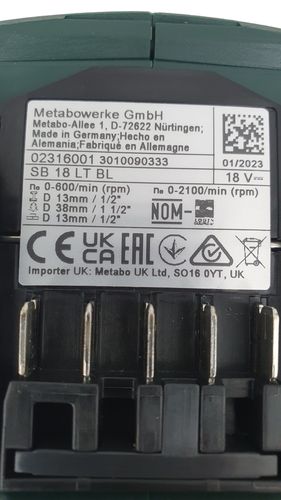 Metabowerke GmbH
Metabo-Allee 1, D-72622 Nürtingen;
Made in Germany;Hecho en
Alemania;Fabriqué en Allemagne
02316001 3010090333
01/2023
SB 18 LT BL
18 V
n₀ 0-600/min (rpm) n₀ 0-2100/min (rpm)
D 13mm / 1/2"
D 38mm / 1 1/2"
D 13mm / 1/2"
NOM-
CE UK CA EAC
Importer UK: Metabo UK Ltd, SO16 0YT, UK